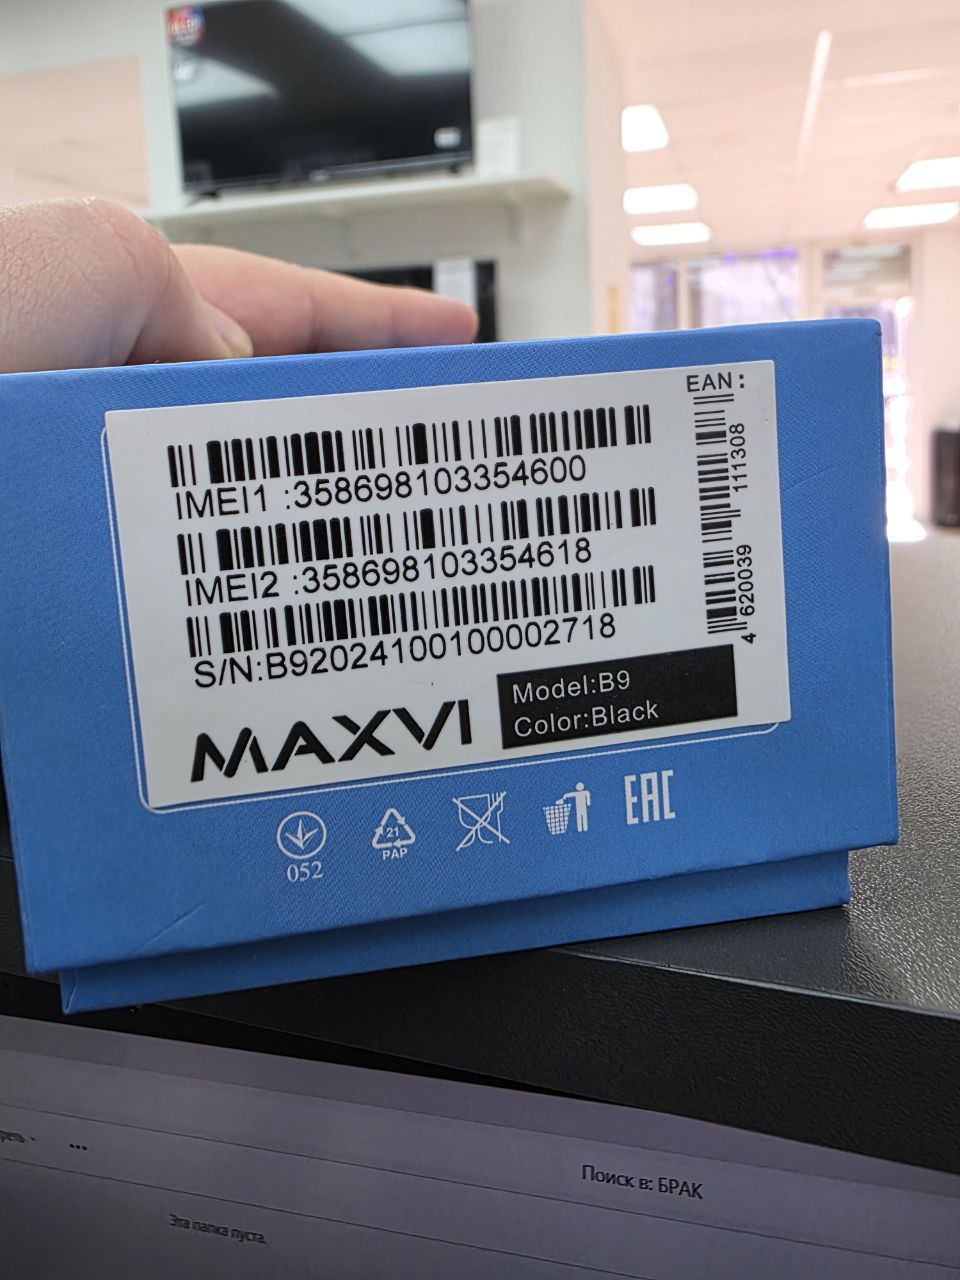 EAN :
IMEI1 :358698103354600
IMEI2 :358698103354618
S/N:B92024100100002718
4 620039 111308
MAXVI
Model:B9
Color:Black
052
21
PAP
EAC
Поиск в: БРАК
Эта папка пуста.